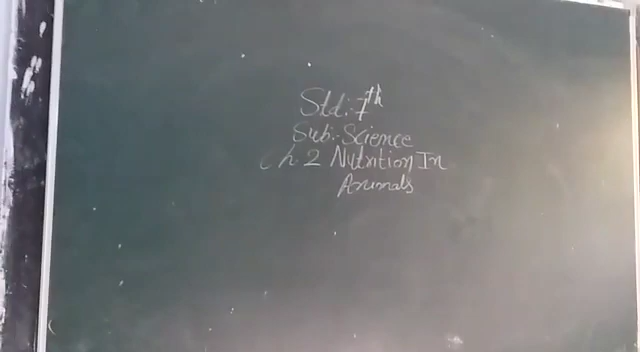 Std:-7th
Sub:-Science
Ch. 2 Nutrition In
Animals